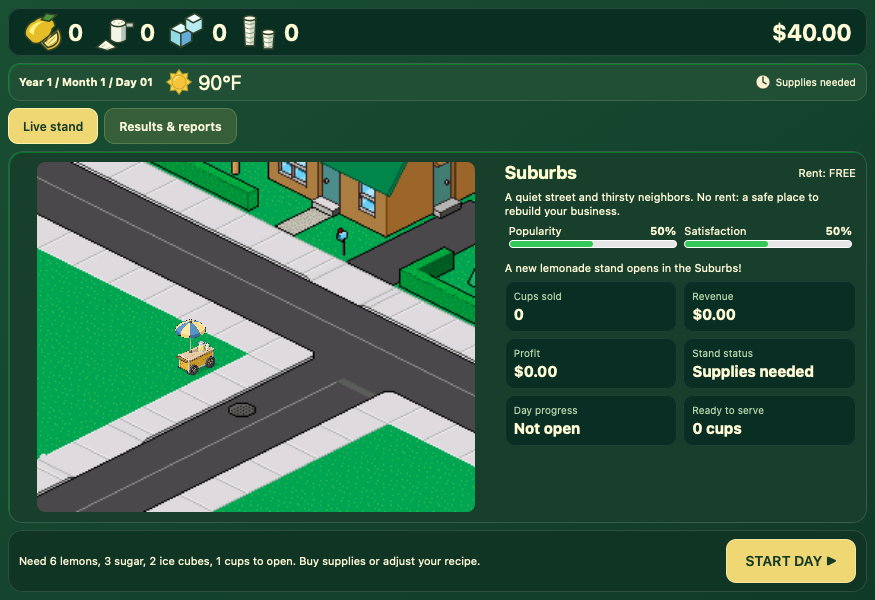 0 0 0 0 $40.00
Year 1 / Month 1 / Day 01 90°F Supplies needed
Live stand Results & reports
Suburbs Rent: FREE
A quiet street and thirsty neighbors. No rent: a safe place to
rebuild your business.
Popularity 50% Satisfaction 50%
A new lemonade stand opens in the Suburbs!
Cups sold Revenue
0 $0.00
Profit Stand status
$0.00 Supplies needed
Day progress Ready to serve
Not open 0 cups
Need 6 lemons, 3 sugar, 2 ice cubes, 1 cups to open. Buy supplies or adjust your recipe. START DAY ►